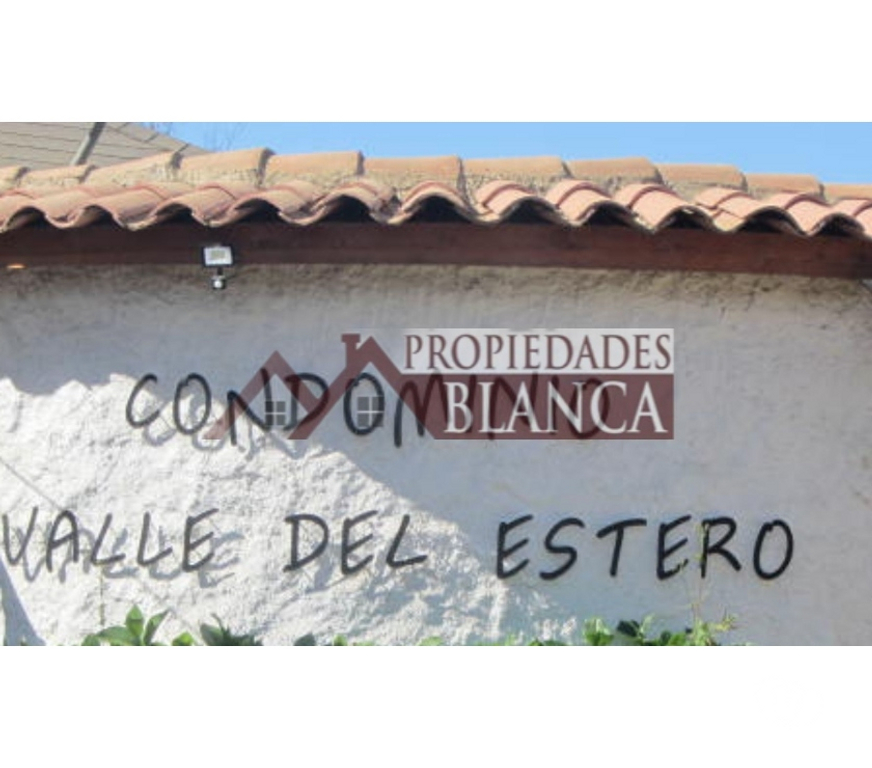 PROPIEDADES
BLANCA
CONDOMINIO
VALLE DEL ESTERO